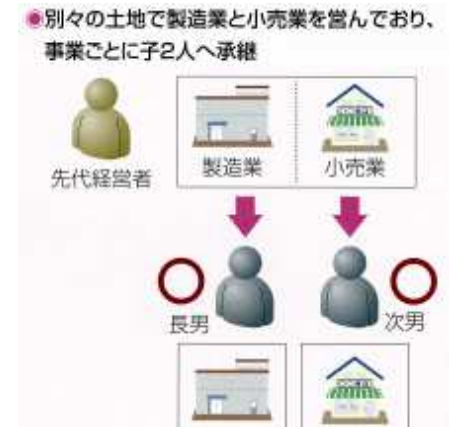 ●別々の土地で製造業と小売業を営んでおり、
事業ごとに子2人へ承継
先代経営者
製造業
小売業
長男
次男